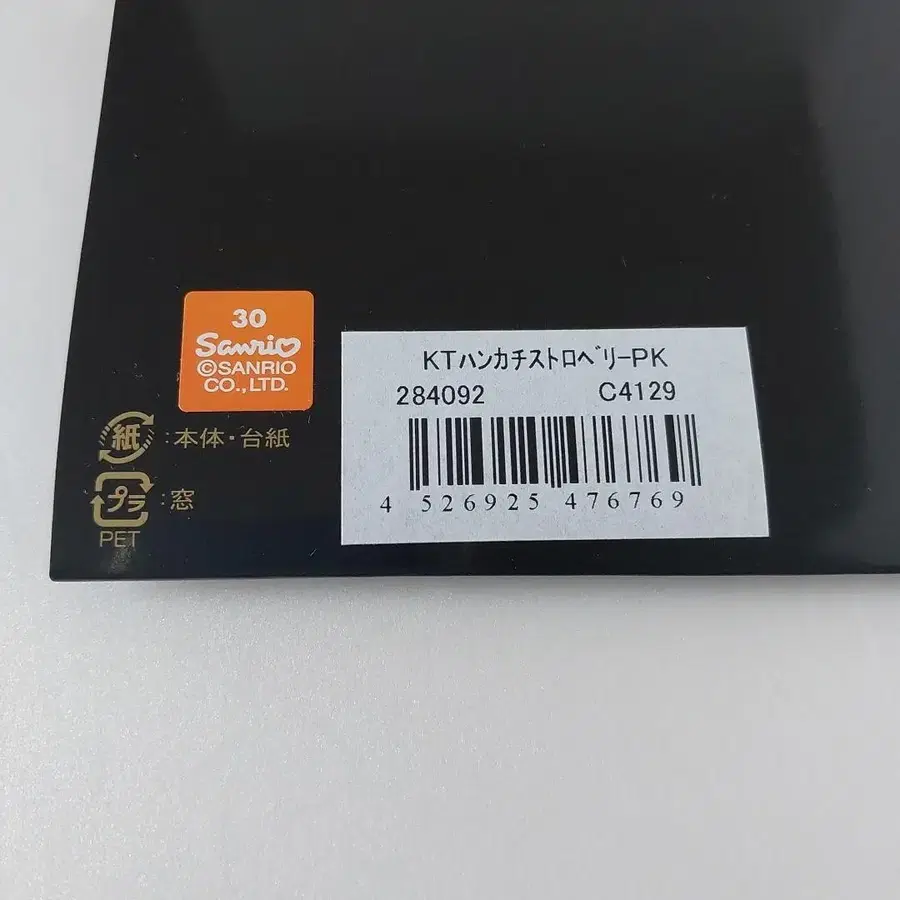 30
Sanrio
©SANRIO
CO.,LTD.
紙:本体・台紙
プラ:窓
PET
KTﾊﾝカチストロベﾞリーPK
284092 C4129
4 526925 476769